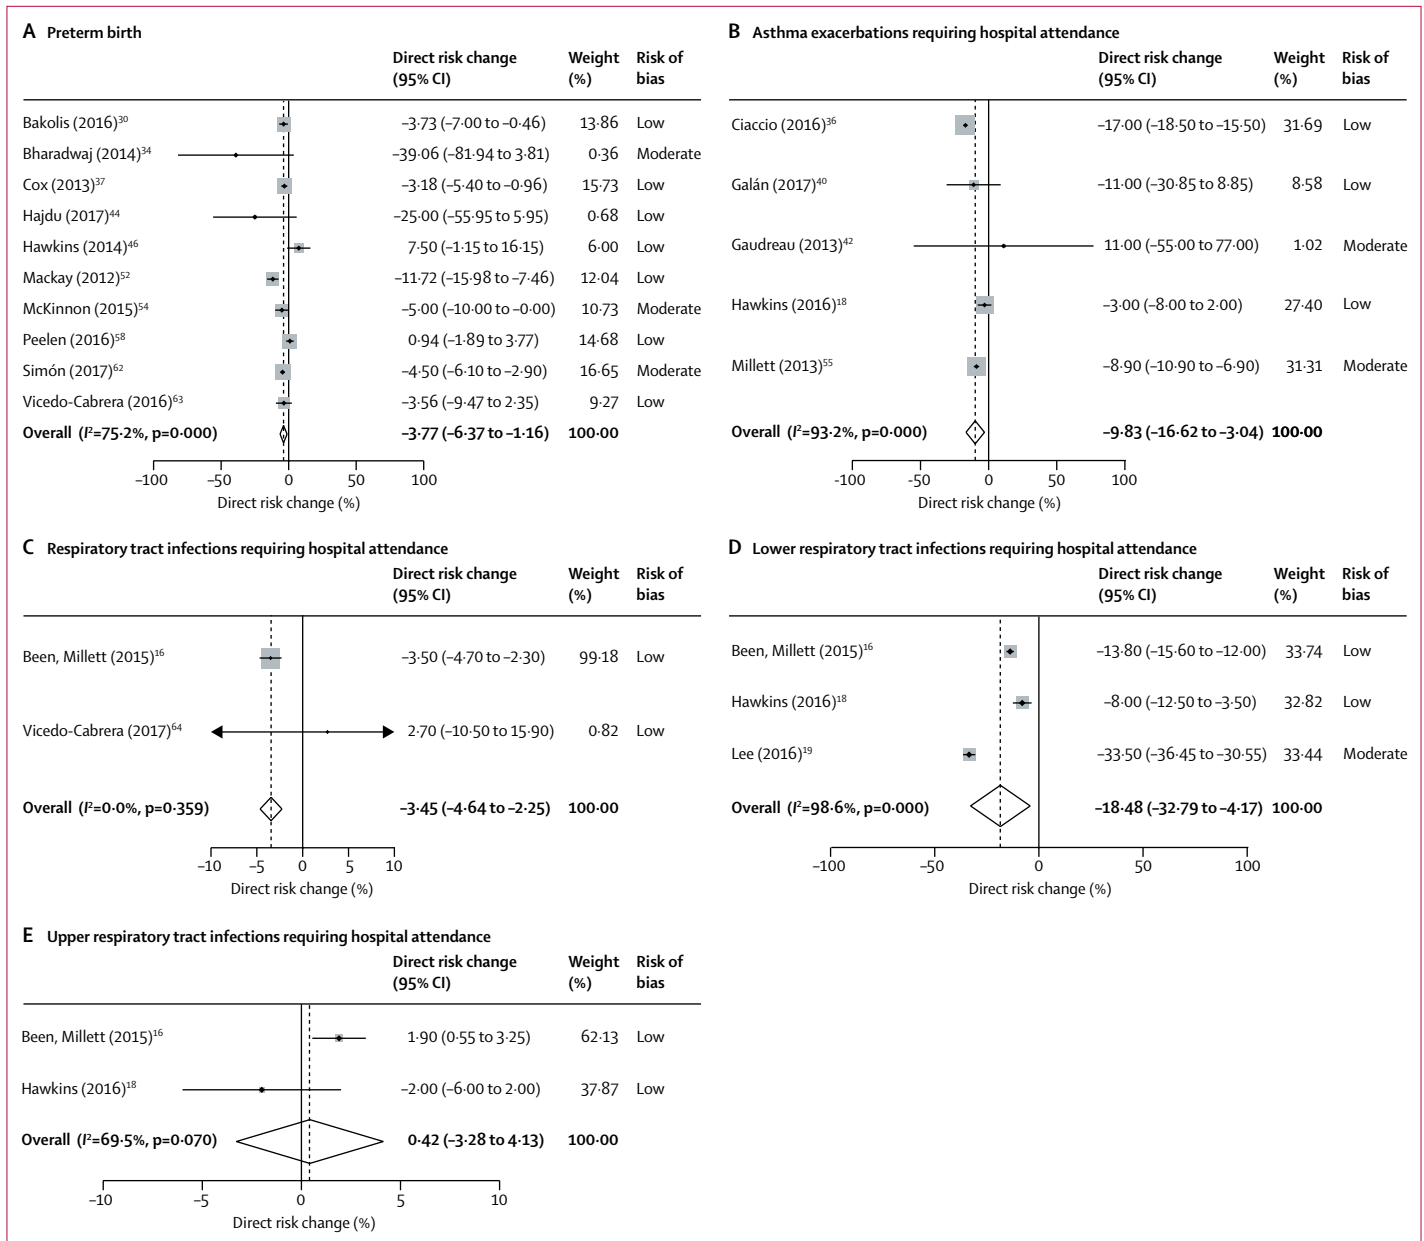 A Preterm birth
Direct risk change (95% CI) Weight (%) Risk of bias
Bakolis (2016)30 –3·73 (–7·00 to –0·46) 13·86 Low
Bharadwaj (2014)34 –39·06 (–81·94 to 3·81) 0·36 Moderate
Cox (2013)37 –3·18 (–5·40 to –0·96) 15·73 Low
Hajdu (2017)44 –25·00 (–55·95 to 5·95) 0·68 Low
Hawkins (2014)46 7·50 (–1·15 to 16·15) 6·00 Low
Mackay (2012)52 –11·72 (–15·98 to –7·46) 12·04 Low
McKinnon (2015)54 –5·00 (–10·00 to –0·00) 10·73 Moderate
Peelen (2016)58 0·94 (–1·89 to 3·77) 14·68 Low
Simón (2017)62 –4·50 (–6·10 to –2·90) 16·65 Moderate
Vicedo-Cabrera (2016)63 –3·56 (–9·47 to 2·35) 9·27 Low
Overall (I²=75·2%, p=0·000) –3·77 (–6·37 to –1·16) 100·00
–100 –50 0 50 100
Direct risk change (%)
B Asthma exacerbations requiring hospital attendance
Direct risk change (95% CI) Weight (%) Risk of bias
Ciaccio (2016)36 –17·00 (–18·50 to –15·50) 31·69 Low
Galán (2017)40 –11·00 (–30·85 to 8·85) 8·58 Low
Gaudreau (2013)42 11·00 (–55·00 to 77·00) 1·02 Moderate
Hawkins (2016)18 –3·00 (–8·00 to 2·00) 27·40 Low
Millett (2013)55 –8·90 (–10·90 to –6·90) 31·31 Moderate
Overall (I²=93·2%, p=0·000) –9·83 (–16·62 to –3·04) 100·00
-100 -50 0 50 100
Direct risk change (%)
C Respiratory tract infections requiring hospital attendance
Direct risk change (95% CI) Weight (%) Risk of bias
Been, Millett (2015)16 –3·50 (–4·70 to –2·30) 99·18 Low
Vicedo-Cabrera (2017)64 2·70 (–10·50 to 15·90) 0·82 Low
Overall (I²=0·0%, p=0·359) –3·45 (–4·64 to –2·25) 100·00
–10 –5 0 5 10
Direct risk change (%)
D Lower respiratory tract infections requiring hospital attendance
Direct risk change (95% CI) Weight (%) Risk of bias
Been, Millett (2015)16 –13·80 (–15·60 to –12·00) 33·74 Low
Hawkins (2016)18 –8·00 (–12·50 to –3·50) 32·82 Low
Lee (2016)19 –33·50 (–36·45 to –30·55) 33·44 Moderate
Overall (I²=98·6%, p=0·000) –18·48 (–32·79 to –4·17) 100·00
–100 –50 0 50 100
Direct risk change (%)
E Upper respiratory tract infections requiring hospital attendance
Direct risk change (95% CI) Weight (%) Risk of bias
Been, Millett (2015)16 1·90 (0·55 to 3·25) 62·13 Low
Hawkins (2016)18 –2·00 (–6·00 to 2·00) 37·87 Low
Overall (I²=69·5%, p=0·070) 0·42 (–3·28 to 4·13) 100·00
–10 –5 0 5 10
Direct risk change (%)